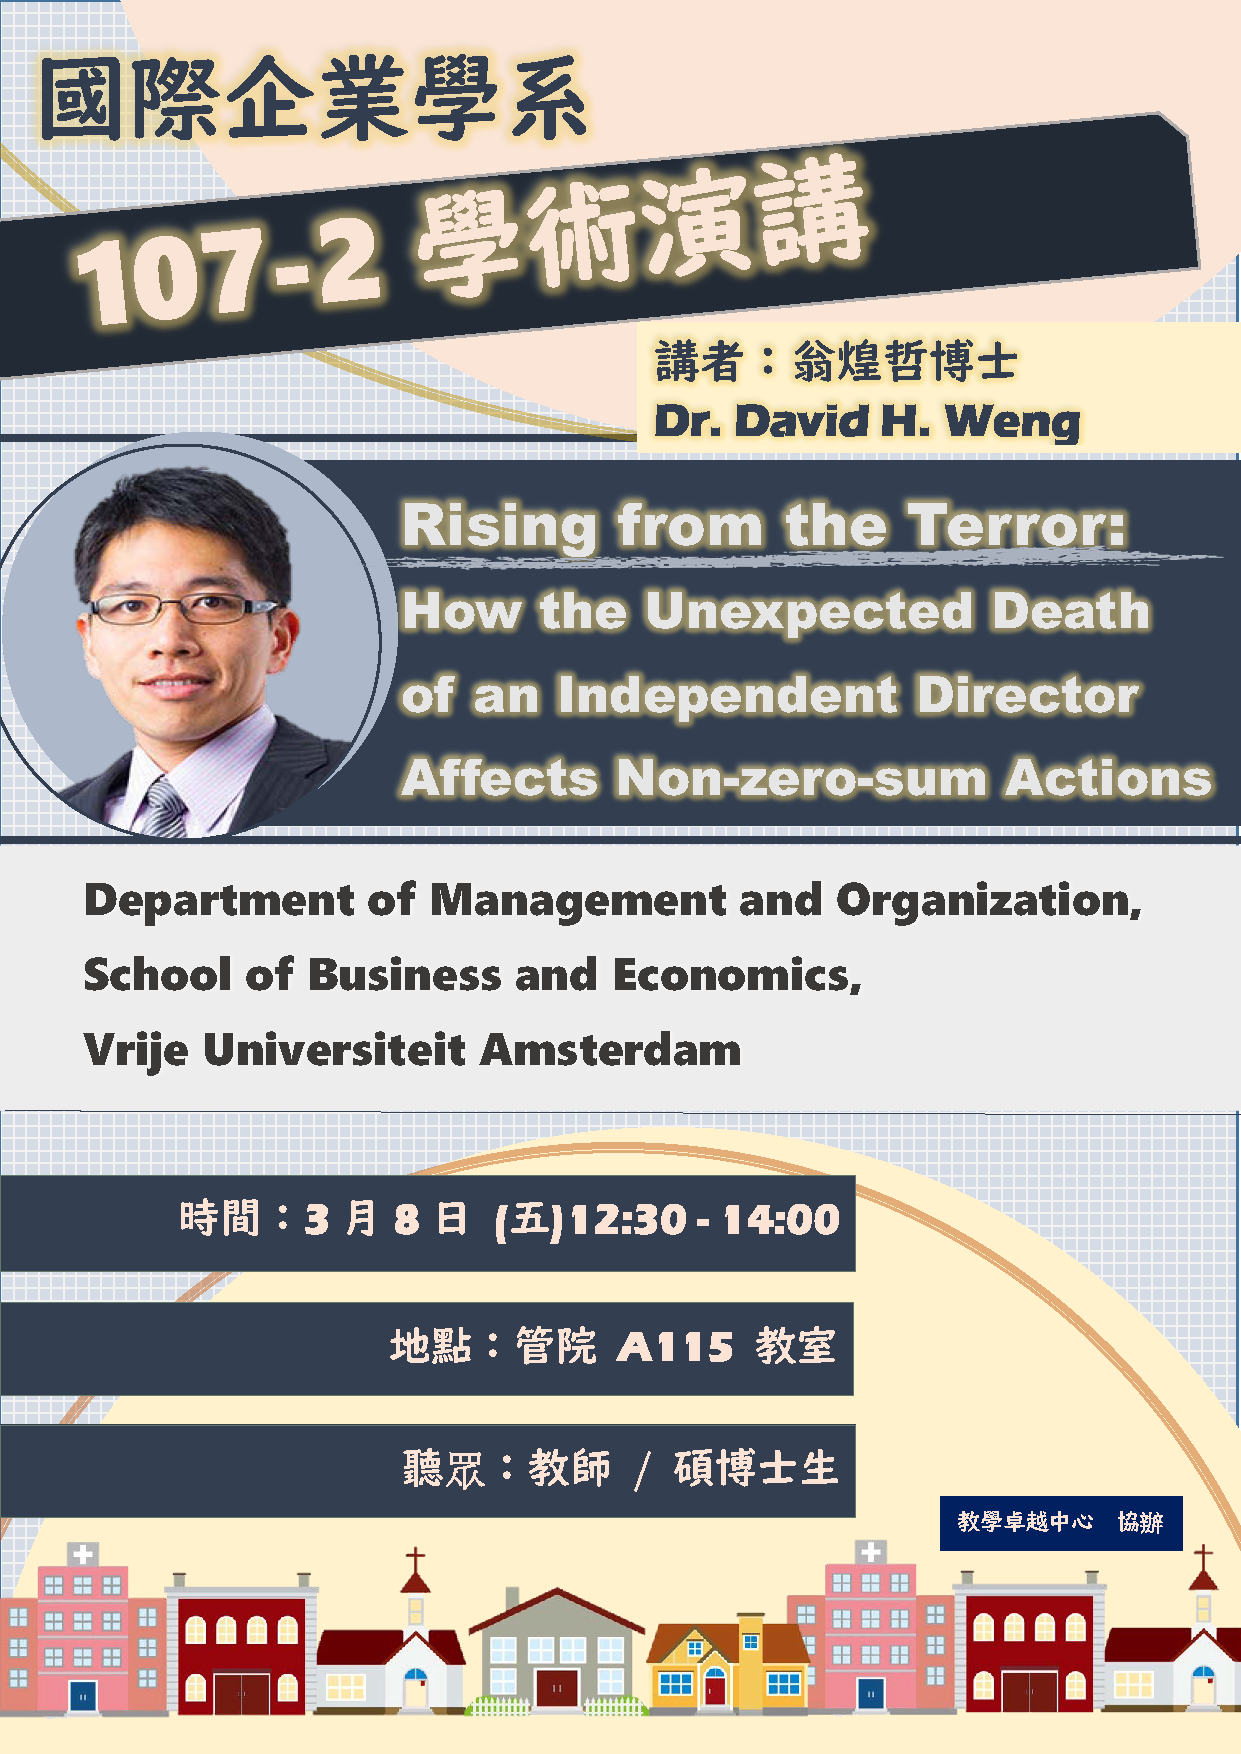 國際企業學系
107-2 學術演講
講者：翁煌哲博士
Dr. David H. Weng
Rising from the Terror:
How the Unexpected Death
of an Independent Director
Affects Non-zero-sum Actions
Department of Management and Organization,
School of Business and Economics,
Vrije Universiteit Amsterdam
時間：3 月 8 日 (五)12:30 - 14:00
地點：管院 A115 教室
聽眾：教師 / 碩博士生
教學卓越中心 協辦